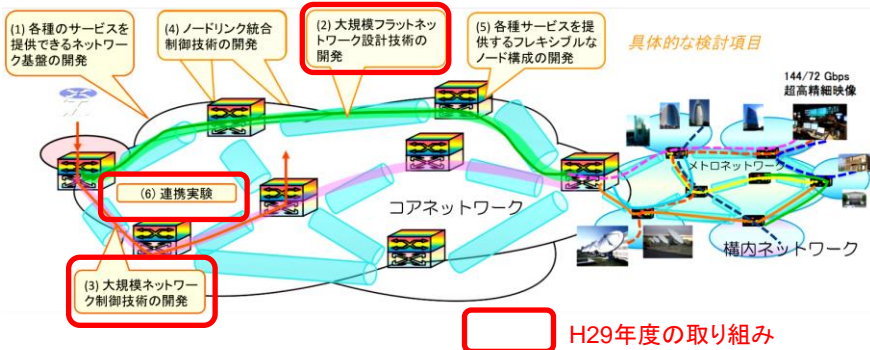 (1) 各種のサービスを
提供できるネットワー
ク基盤の開発
(4) ノードリンク統合
制御技術の開発
(2) 大規模フラットネッ
トワーク設計技術の
開発
(5) 各種サービスを提
供するフレキシブルな
ノード構成の開発
具体的な検討項目
144/72 Gbps
超高精細映像
メトロネットワーク
(6) 連携実験
コアネットワーク
構内ネットワーク
(3) 大規模ネットワー
ク制御技術の開発
H29年度の取り組み